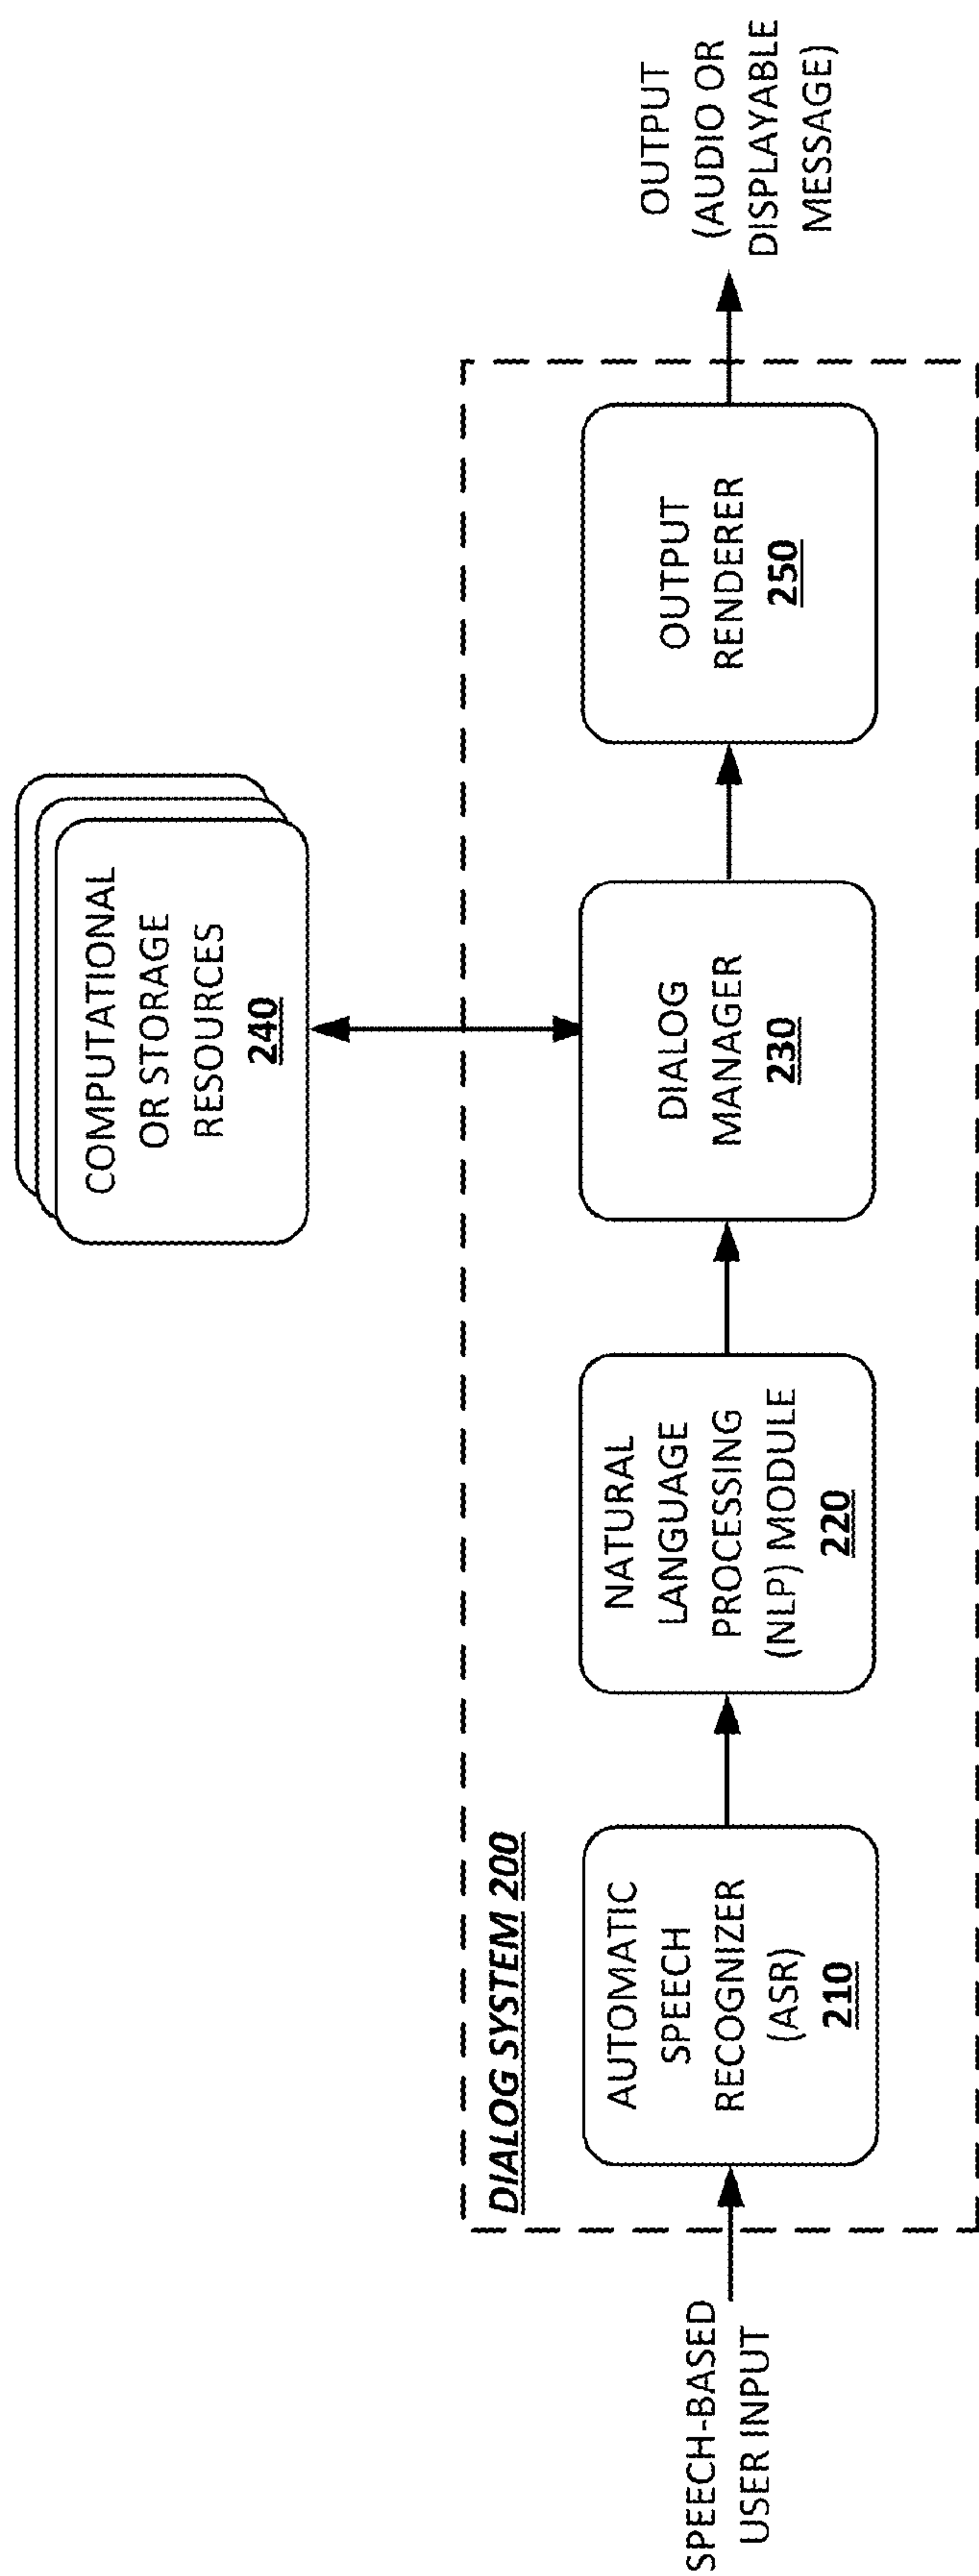 COMPUTATIONAL
OR STORAGE
RESOURCES
240
DIALOG SYSTEM 200
SPEECH-BASED
USER INPUT
AUTOMATIC
SPEECH
RECOGNIZER
(ASR)
210
NATURAL
LANGUAGE
PROCESSING
(NLP) MODULE
220
DIALOG
MANAGER
230
OUTPUT
RENDERER
250
OUTPUT
(AUDIO OR
DISPLAYABLE
MESSAGE)